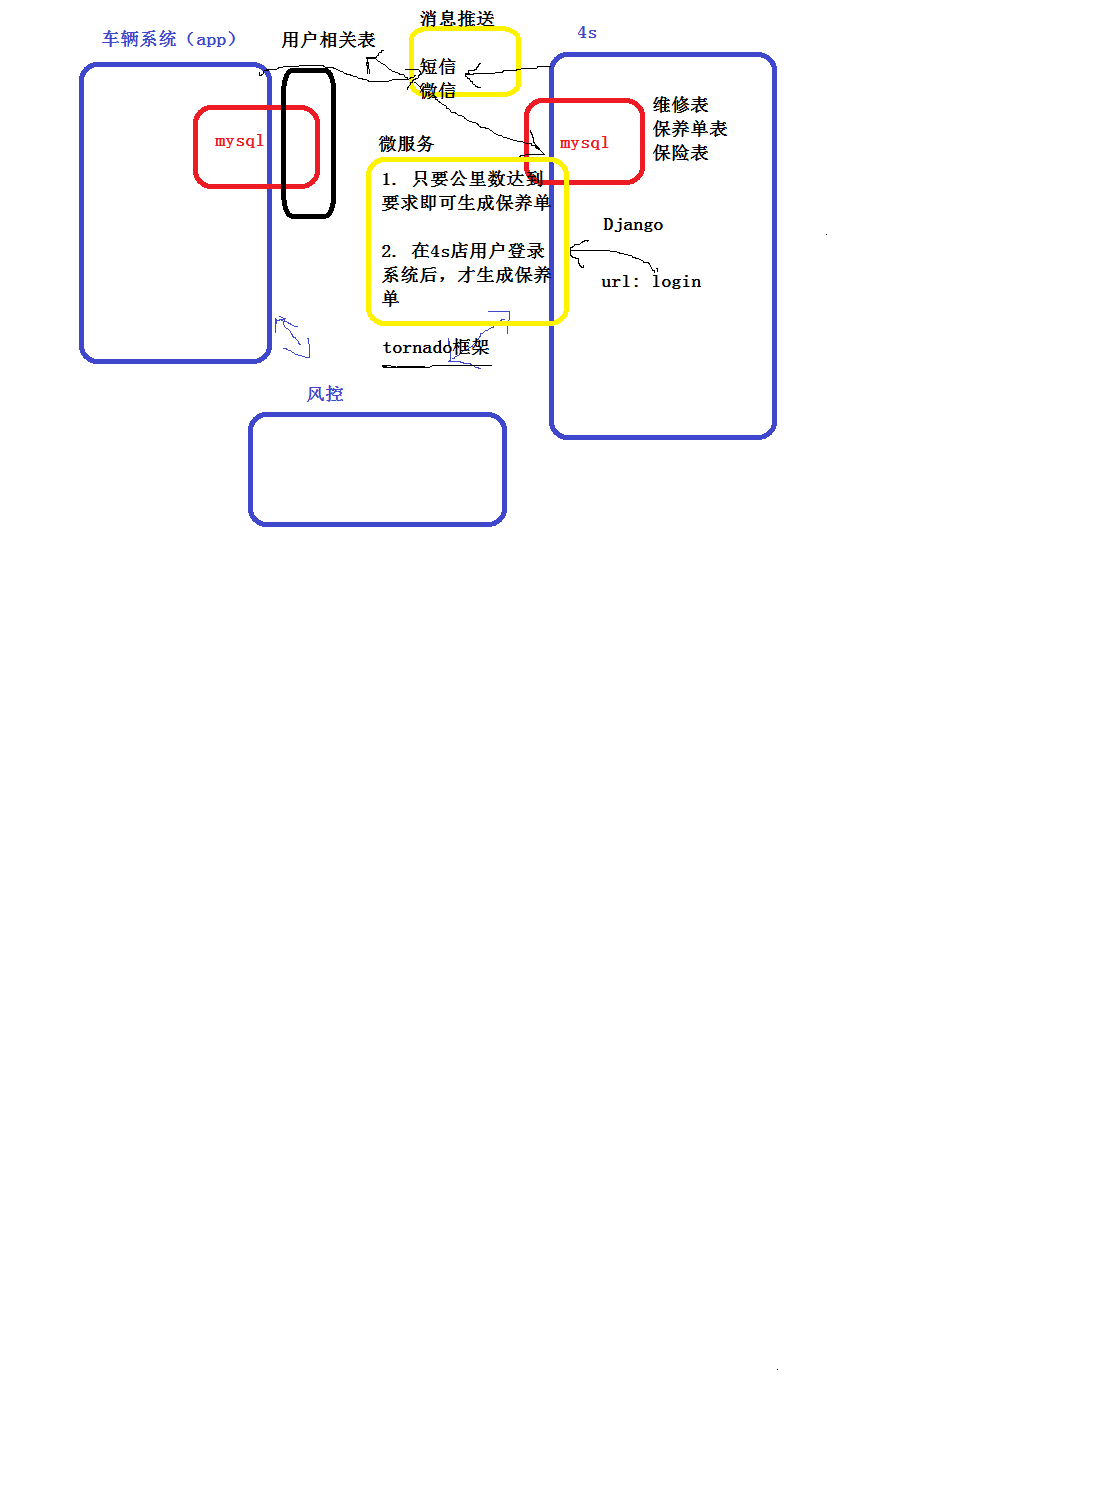 消息推送
车辆系统（app）
用户相关表
4s
短信
微信
mysql
mysql
维修表
保养单表
保险表
微服务
1. 只要公里数达到
要求即可生成保养单
2. 在4s店用户登录
系统后，才生成保养
单
Django
url: login
tornado框架
风控